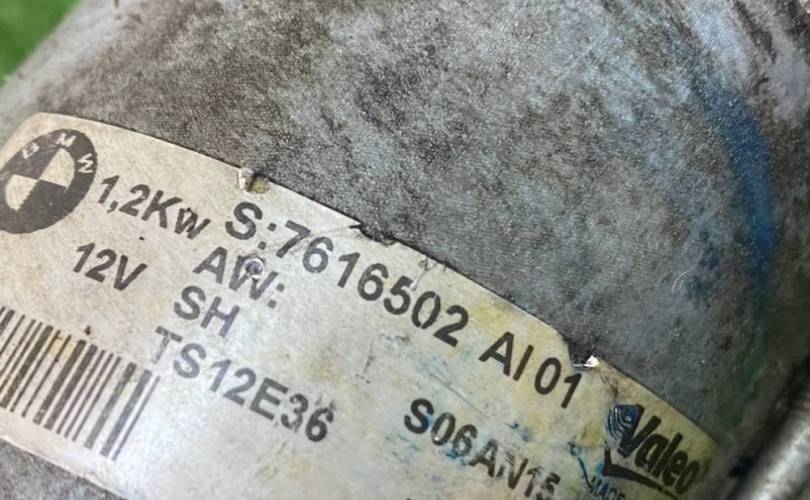 BMW
1,2Kw S:7616502 AI 01
12V AW:
SH
TS12E36
S06AN15
Valeo